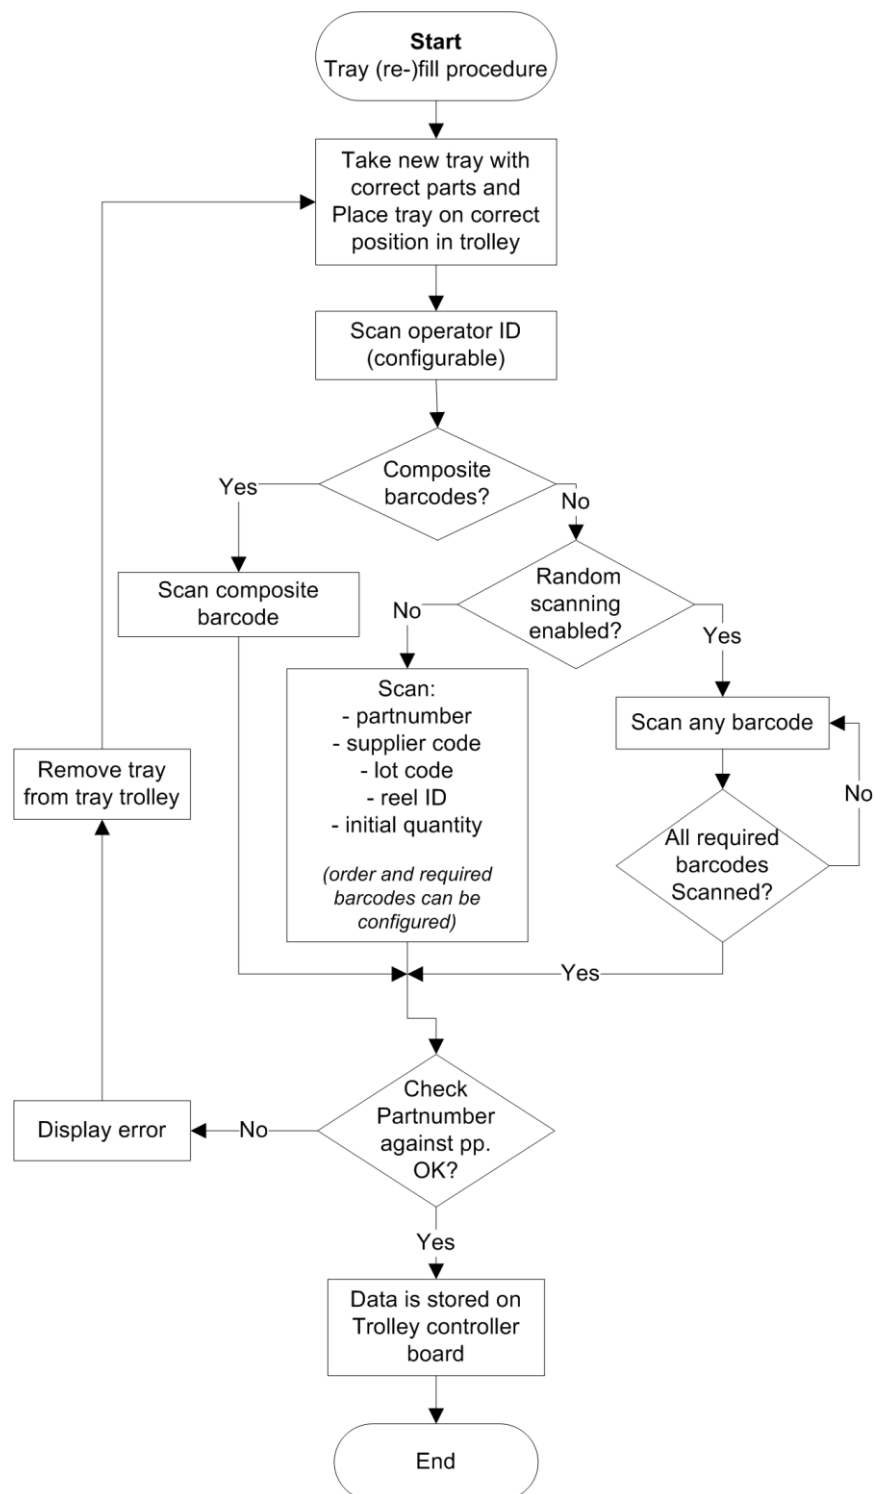 Start
Tray (re-)fill procedure
Take new tray with
correct parts and
Place tray on correct
position in trolley
Scan operator ID
(configurable)
Composite
barcodes?
Yes
No
Scan composite
barcode
Random
scanning
enabled?
No
Yes
Scan:
- partnumber
- supplier code
- lot code
- reel ID
- initial quantity
(order and required
barcodes can be
configured)
Scan any barcode
No
All required
barcodes
Scanned?
Yes
Remove tray
from tray trolley
Check
Partnumber
against pp.
OK?
No
Display error
Yes
Data is stored on
Trolley controller
board
End